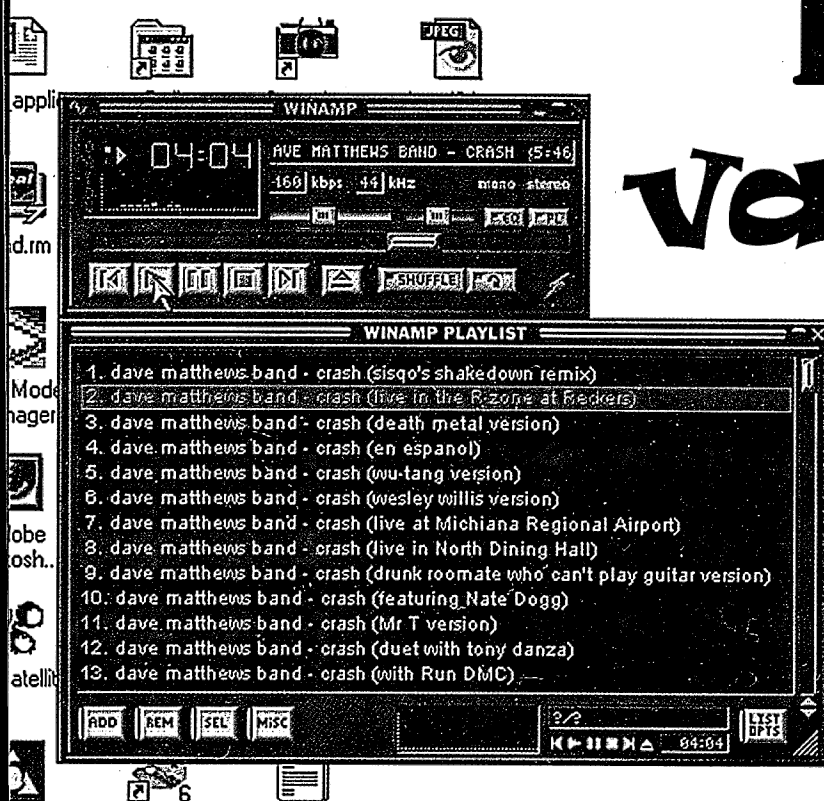 JPEG
applic
WINAMP
04:04
AVE MATTHEWS BAND - CRASH (5:46
160 kbps 44 kHz mono stereo
EQ PL
SHUFFLE
d.rm
Va
WINAMP PLAYLIST
1. dave matthews band - crash (sisqo's shakedown remix)
2. dave matthews band - crash (live in the R-zone at Reckers)
3. dave matthews band - crash (death metal version)
4. dave matthews band - crash (en espanol)
5. dave matthews band - crash (wu-tang version)
6. dave matthews band - crash (wesley willis version)
7. dave matthews band - crash (live at Michiana Regional Airport)
8. dave matthews band - crash (live in North Dining Hall)
9. dave matthews band - crash (drunk roomate who can't play guitar version)
10. dave matthews band - crash (featuring Nate Dogg)
11. dave matthews band - crash (Mr T version)
12. dave matthews band - crash (duet with tony danza)
13. dave matthews band - crash (with Run DMC)
Mode
nager
lobe
osh..
atellit
ADD REM SEL MISC
?/?
04:04
LIST
OPTS
6